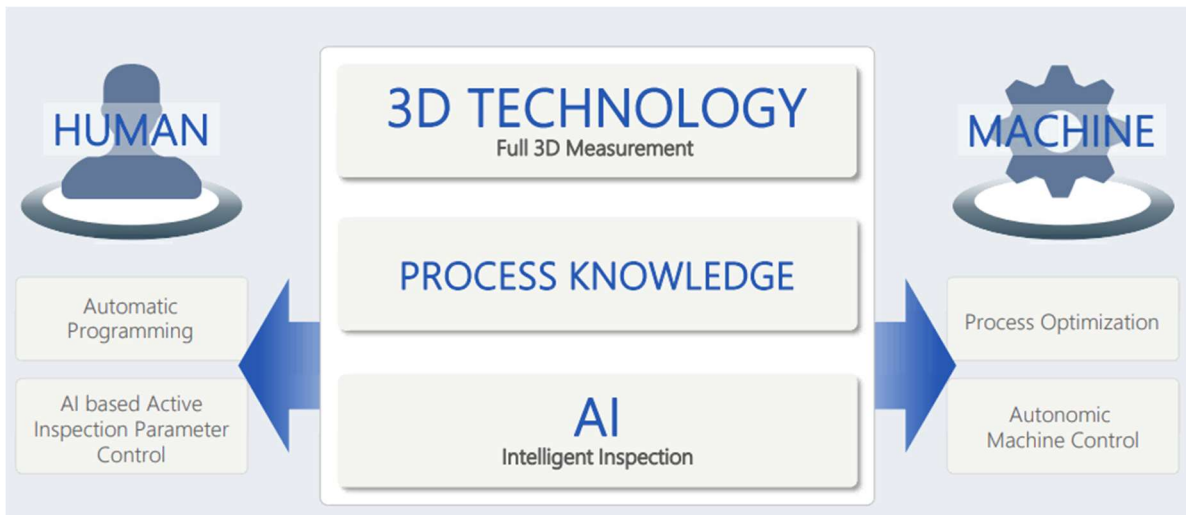 HUMAN
Automatic
Programming
AI based Active
Inspection Parameter
Control
3D TECHNOLOGY
Full 3D Measurement
PROCESS KNOWLEDGE
AI
Intelligent Inspection
MACHINE
Process Optimization
Autonomic
Machine Control